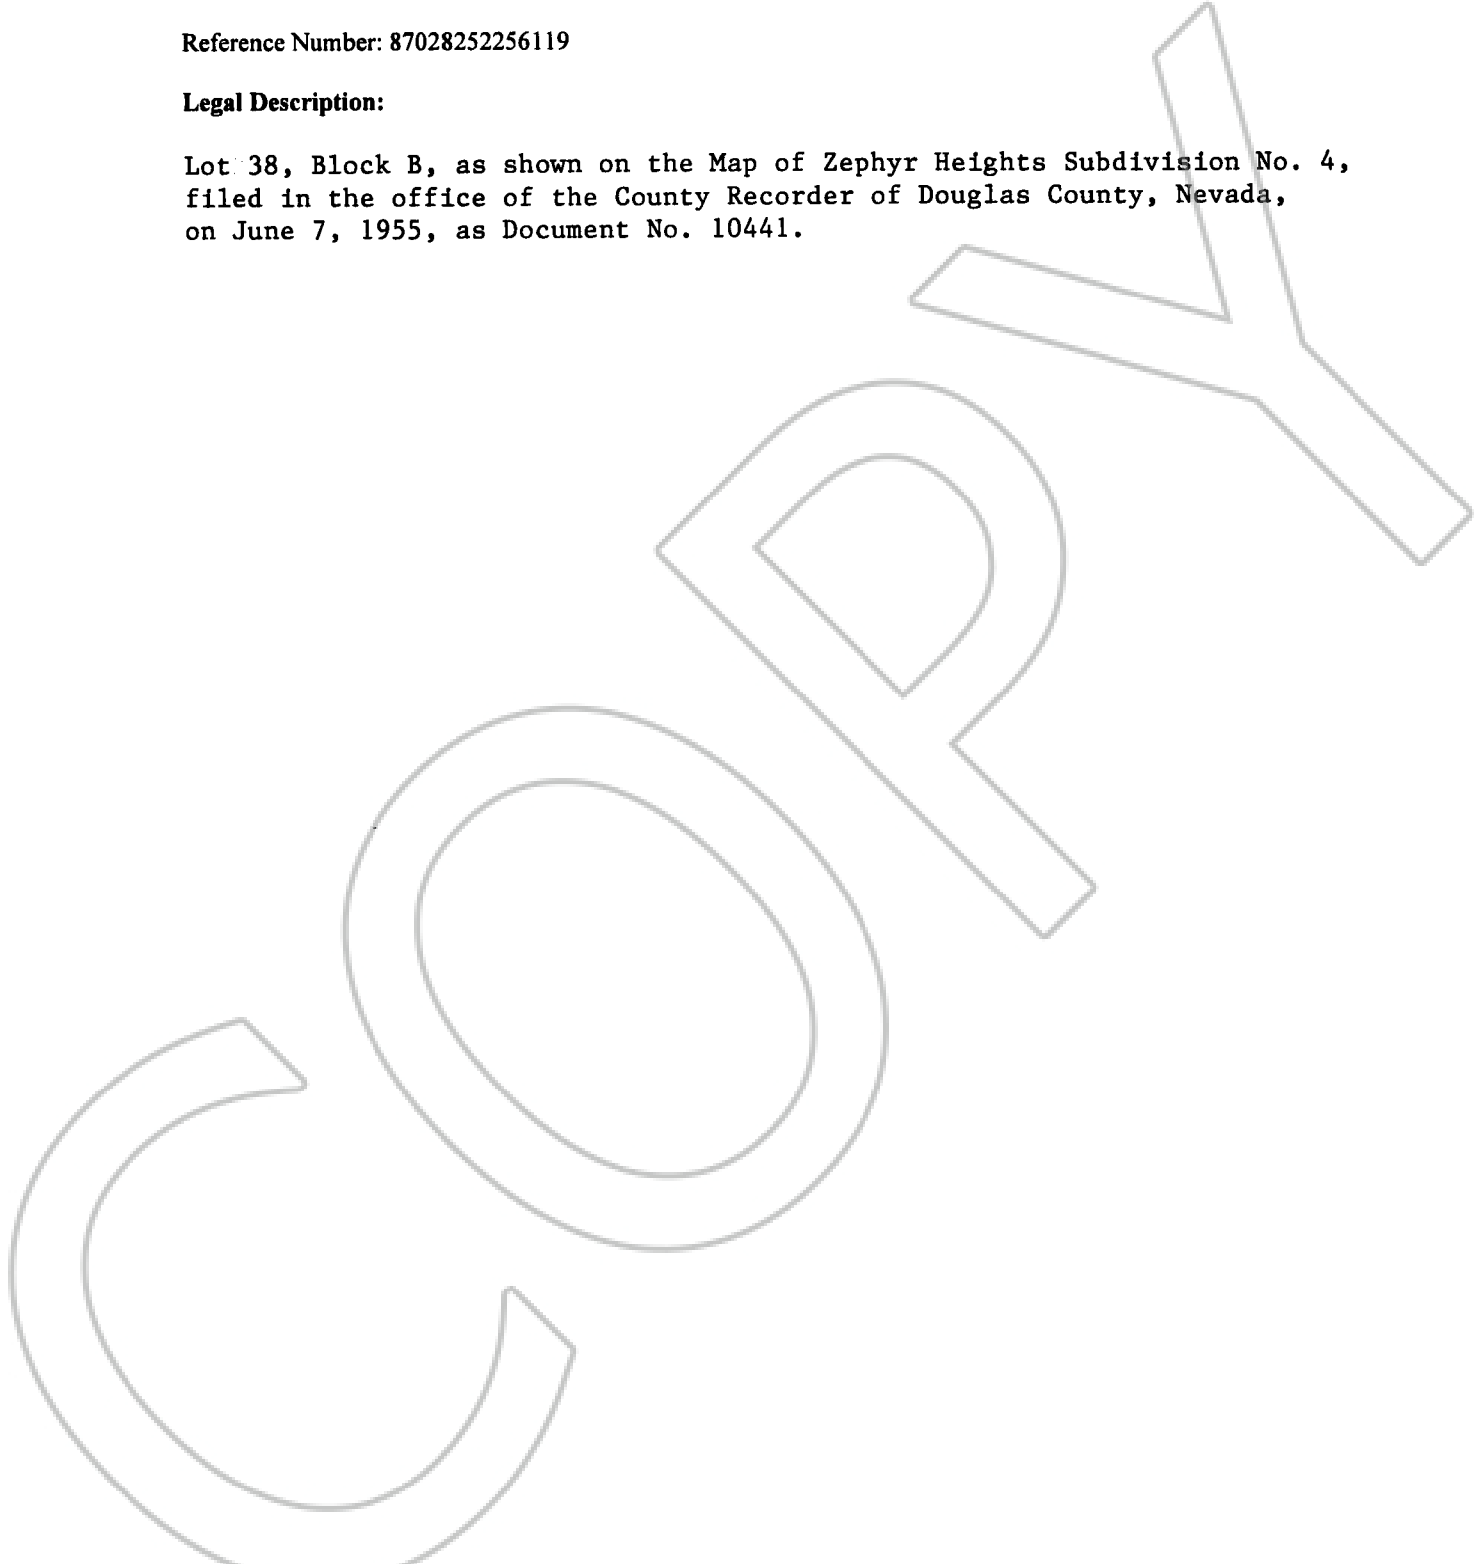 Reference Number: 87028252256119
Legal Description:
Lot 38, Block B, as shown on the Map of Zephyr Heights Subdivision No. 4,
filed in the office of the County Recorder of Douglas County, Nevada,
on June 7, 1955, as Document No. 10441.
COPY